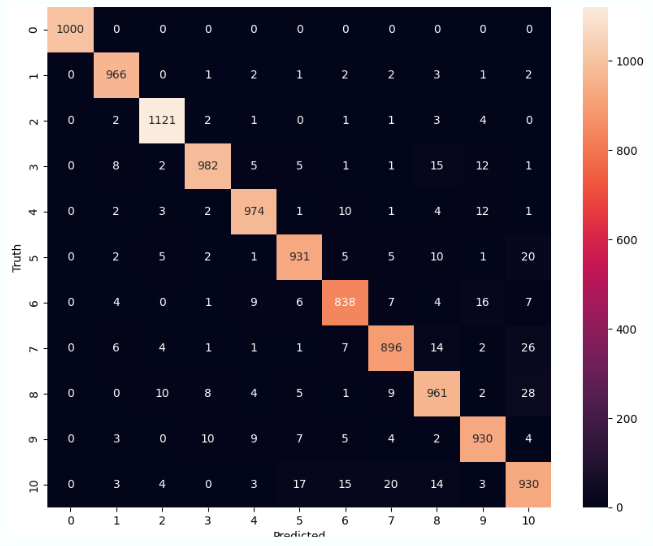 0 1000 0 0 0 0 0 0 0 0 0 0
1 0 966 0 1 2 1 2 2 3 1 2
2 0 2 1121 2 1 0 1 1 3 4 0
3 0 8 2 982 5 5 1 1 15 12 1
4 0 2 3 2 974 1 10 1 4 12 1
5 0 2 5 2 1 931 5 5 10 1 20
6 0 4 0 1 9 6 838 7 4 16 7
7 0 6 4 1 1 1 7 896 14 2 26
8 0 0 10 8 4 5 1 9 961 2 28
9 0 3 0 10 9 7 5 4 2 930 4
10 0 3 4 0 3 17 15 20 14 3 930
0 1 2 3 4 5 6 7 8 9 10
Predicted
Truth
1000
800
600
400
200
0